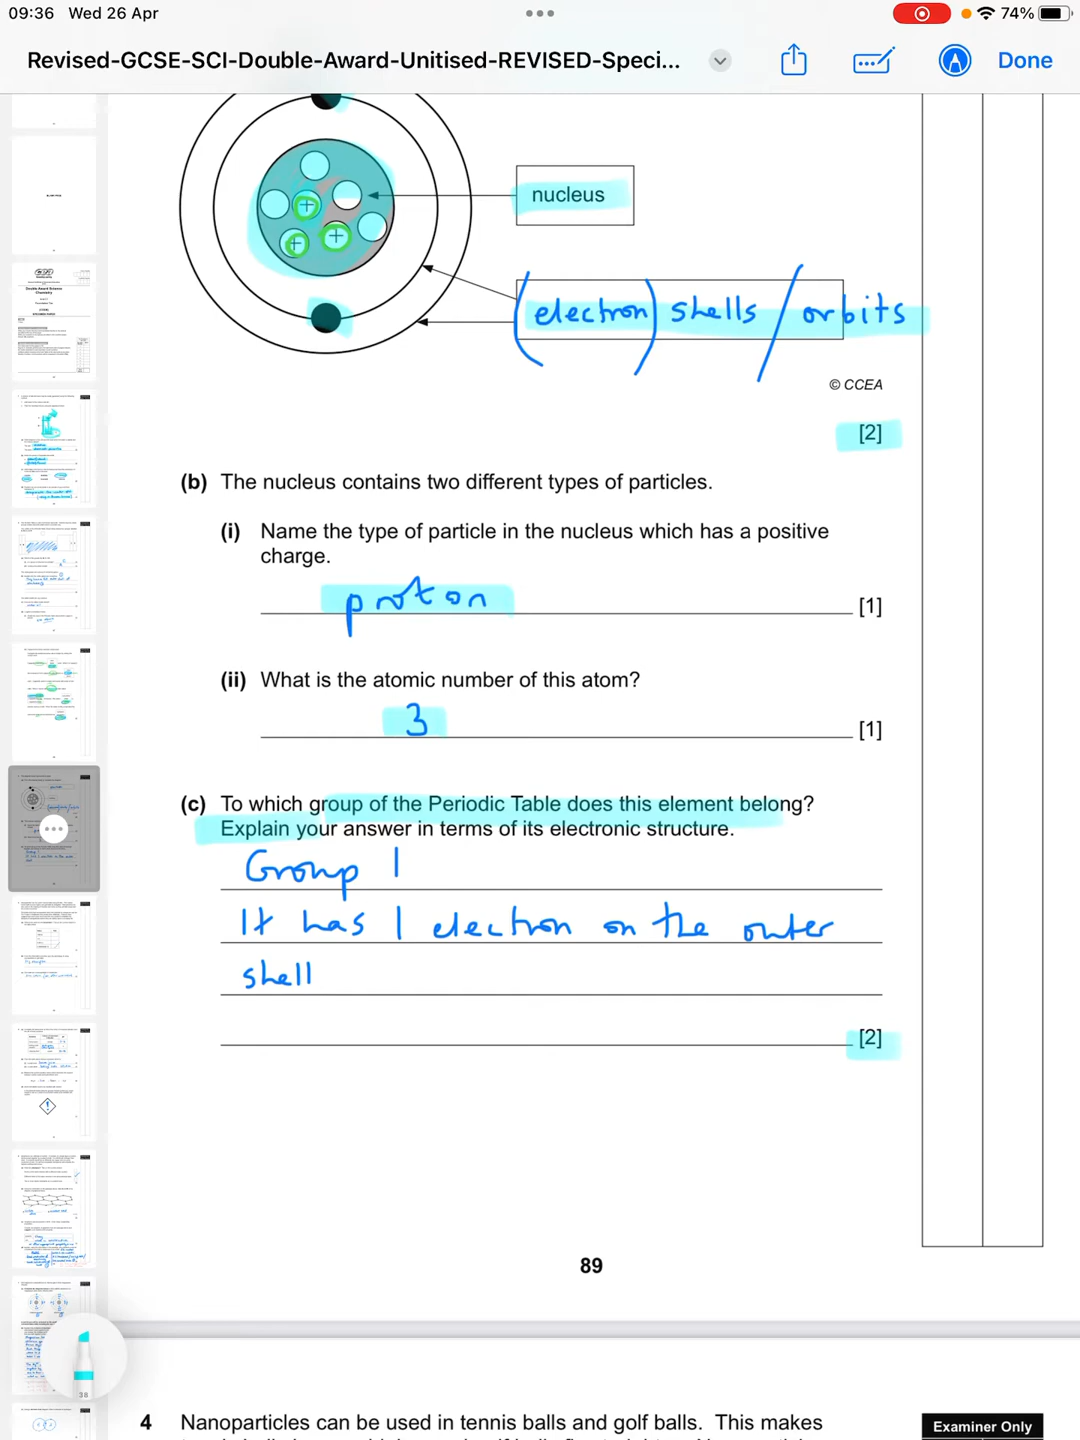 09:36 Wed 26 Apr
74%
Revised-GCSE-SCI-Double-Award-Unitised-REVISED-Speci...
Done
nucleus
(electron) shells / orbits
© CCEA
[2]
(b) The nucleus contains two different types of particles.
(i) Name the type of particle in the nucleus which has a positive
charge.
proton
[1]
(ii) What is the atomic number of this atom?
3
[1]
(c) To which group of the Periodic Table does this element belong?
Explain your answer in terms of its electronic structure.
Group 1
It has 1 electron on the outer
shell
[2]
89
38
4 Nanoparticles can be used in tennis balls and golf balls. This makes
Examiner Only